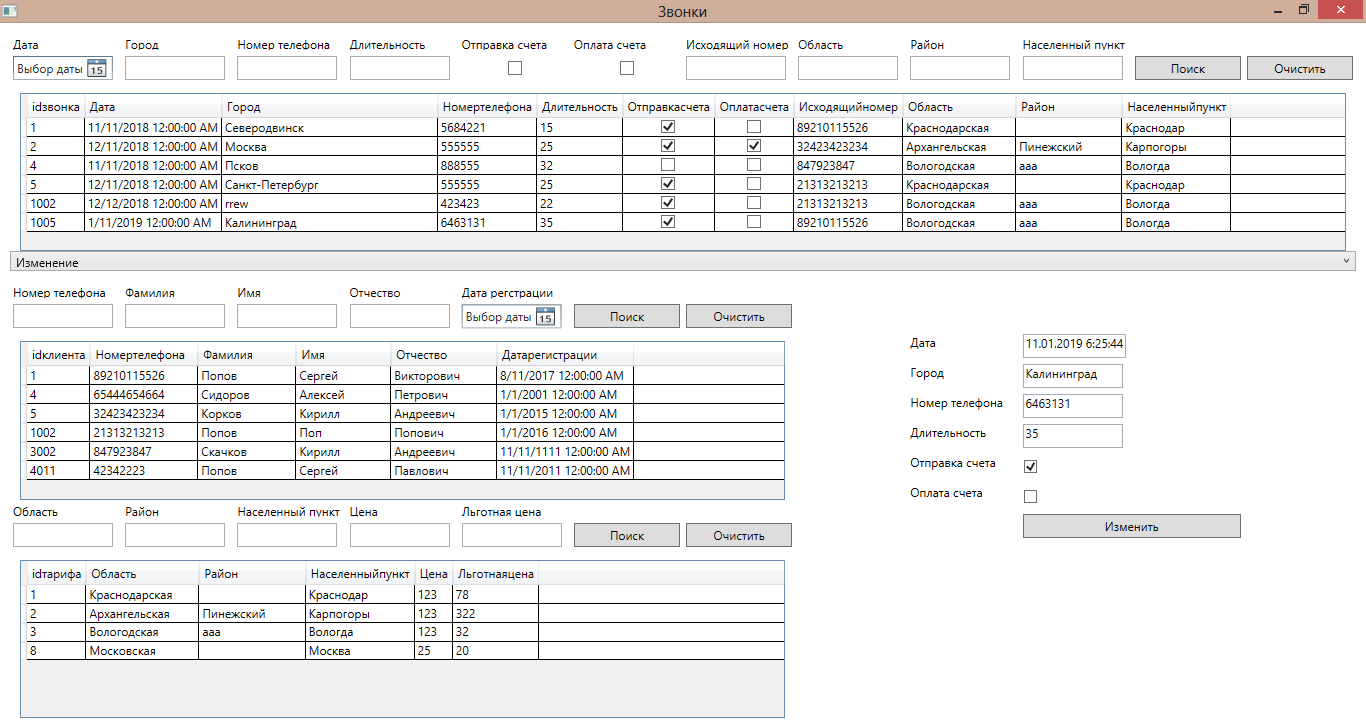 Звонки
Дата Город Номер телефона Длительность Отправка счета Оплата счета Исходящий номер Область Район Населенный пункт
Выбор даты 15 Поиск Очистить
idзвонка Дата Город Номертелефона Длительность Отправкасчета Оплатасчета Исходящийномер Область Район Населенныйпункт
1 11/11/2018 12:00:00 AM Северодвинск 5684221 15 89210115526 Краснодарская Краснодар
2 12/11/2018 12:00:00 AM Москва 555555 25 32423423234 Архангельская Пинежский Карпогоры
4 11/11/2018 12:00:00 AM Псков 888555 32 847923847 Вологодская ааа Вологда
5 12/11/2018 12:00:00 AM Санкт-Петербург 555555 25 21313213213 Краснодарская Краснодар
1002 12/12/2018 12:00:00 AM rrew 423423 22 21313213213 Вологодская ааа Вологда
1005 1/11/2019 12:00:00 AM Калининград 6463131 35 89210115526 Вологодская ааа Вологда
Изменение
Номер телефона Фамилия Имя Отчество Дата регстрации
Выбор даты 15 Поиск Очистить
idклиента Номертелефона Фамилия Имя Отчество Датарегистрации
1 89210115526 Попов Сергей Викторович 8/11/2017 12:00:00 AM
4 65444654664 Сидоров Алексей Петрович 1/1/2001 12:00:00 AM
5 32423423234 Корков Кирилл Андреевич 1/1/2015 12:00:00 AM
1002 21313213213 Попов Поп Попович 1/1/2016 12:00:00 AM
3002 847923847 Скачков Кирилл Андреевич 11/11/1111 12:00:00 AM
4011 42342223 Попов Сергей Павлович 11/11/2011 12:00:00 AM
Область Район Населенный пункт Цена Льготная цена
Поиск Очистить
idтарифа Область Район Населенныйпункт Цена Льготнаяцена
1 Краснодарская Краснодар 123 78
2 Архангельская Пинежский Карпогоры 123 322
3 Вологодская ааа Вологда 123 32
8 Московская Москва 25 20
Дата 11.01.2019 6:25:44
Город Калининград
Номер телефона 6463131
Длительность 35
Отправка счета
Оплата счета
Изменить